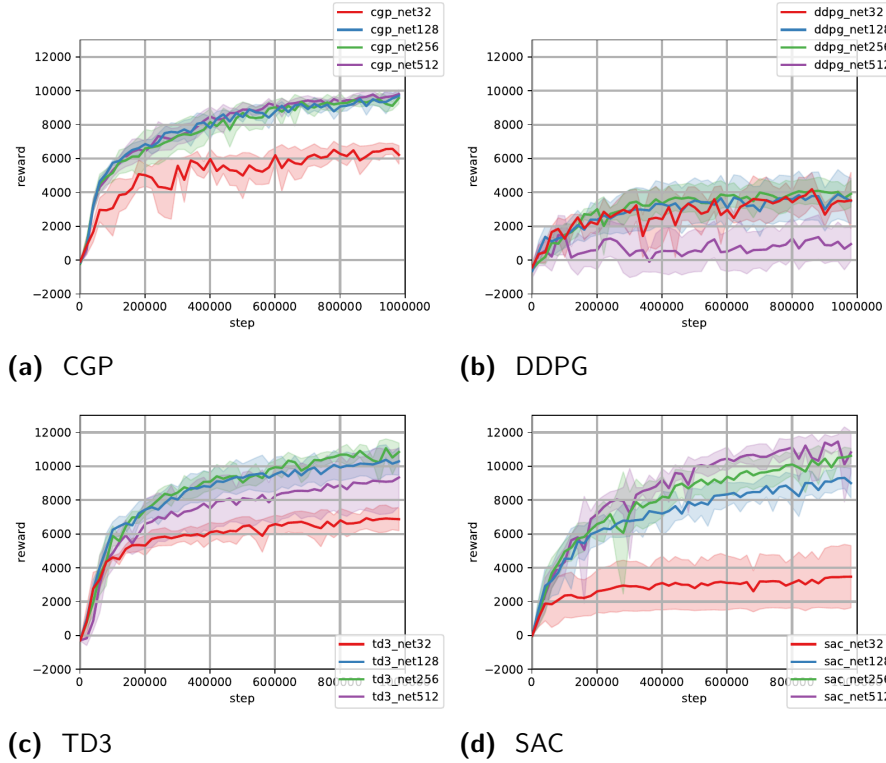 cgp_net32
cgp_net128
cgp_net256
cgp_net512
12000
10000
8000
6000
4000
2000
0
−2000
reward
0 200000 400000 600000 800000 1000000
step
(a) CGP
ddpg_net32
ddpg_net128
ddpg_net256
ddpg_net512
12000
10000
8000
6000
4000
2000
0
−2000
reward
0 200000 400000 600000 800000 1000000
step
(b) DDPG
12000
10000
8000
6000
4000
2000
0
−2000
reward
td3_net32
td3_net128
td3_net256
td3_net512
0 200000 400000 600000 800000 1000000
step
(c) TD3
12000
10000
8000
6000
4000
2000
0
−2000
reward
sac_net32
sac_net128
sac_net256
sac_net512
0 200000 400000 600000 800000 1000000
step
(d) SAC